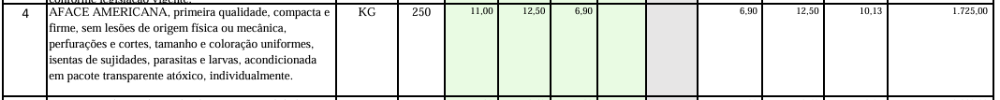 4 AFACE AMERICANA, primeira qualidade, compacta e KG 250 11,00 12,50 6,90 6,90 12,50 10,13 1.725,00
firme, sem lesões de origem física ou mecânica,
perfurações e cortes, tamanho e coloração uniformes,
isentas de sujidades, parasitas e larvas, acondicionada
em pacote transparente atóxico, individualmente.